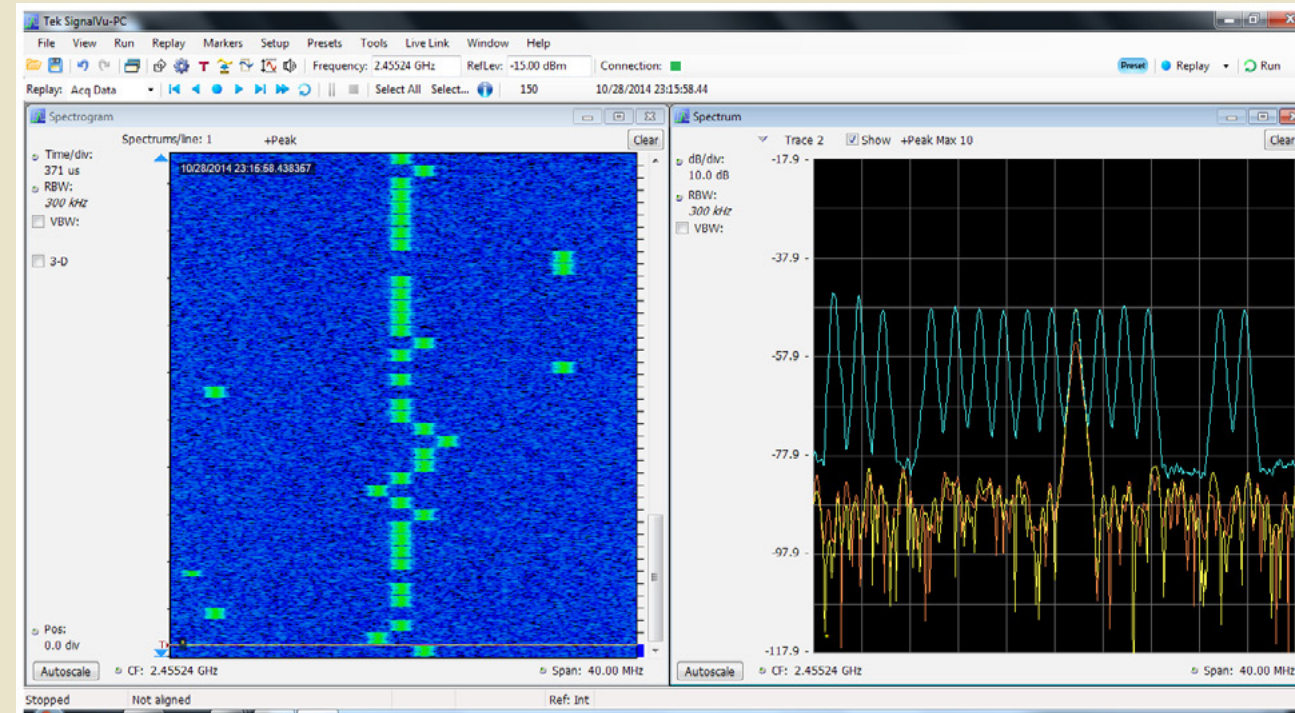 Tek SignalVu-PC
File View Run Replay Markers Setup Presets Tools Live Link Window Help
T Frequency: 2.45524 GHz RefLev: -15.00 dBm Connection: Preset Replay Run
Replay: Acq Data Select All Select... 150 10/28/2014 23:15:58.44
Spectrogram
Spectrums/line: 1 +Peak Clear
Time/div:
371 us
RBW:
300 kHz
VBW:
3-D
Pos:
0.0 div
10/28/2014 23:15:58.438367
T
Autoscale CF: 2.45524 GHz Span: 40.00 MHz
Spectrum
Trace 2 Show +Peak Max 10 Clear
dB/div:
10.0 dB
RBW:
300 kHz
VBW:
-17.9
-37.9
-57.9
-77.9
-97.9
-117.9
Autoscale CF: 2.45524 GHz Span: 40.00 MHz
Stopped Not aligned Ref: Int